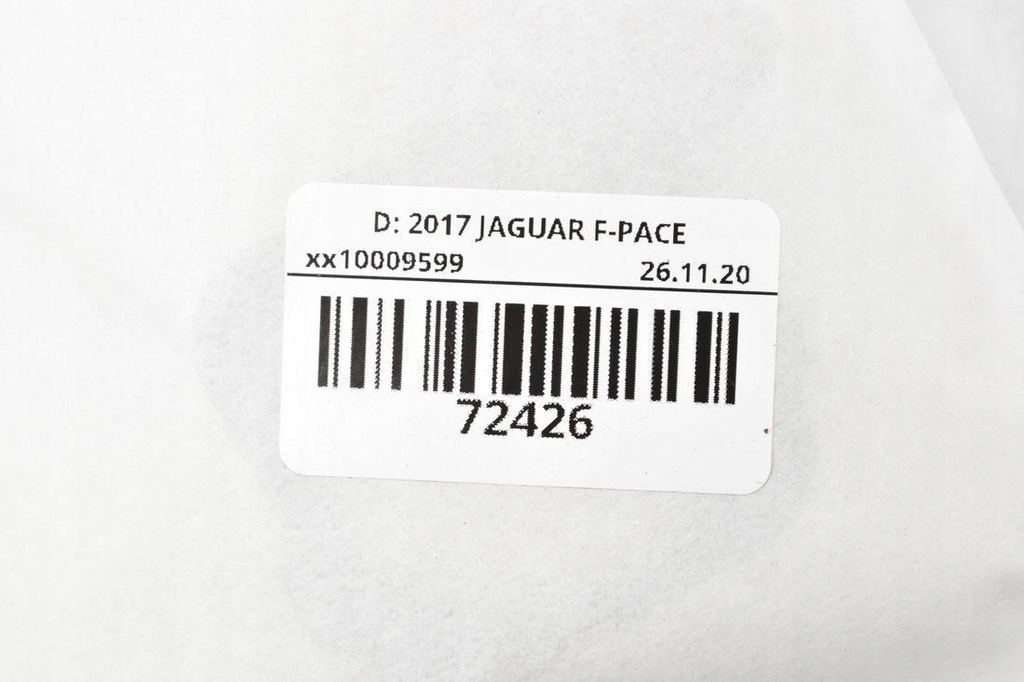 D: 2017 JAGUAR F-PACE
xx10009599 26.11.20
72426